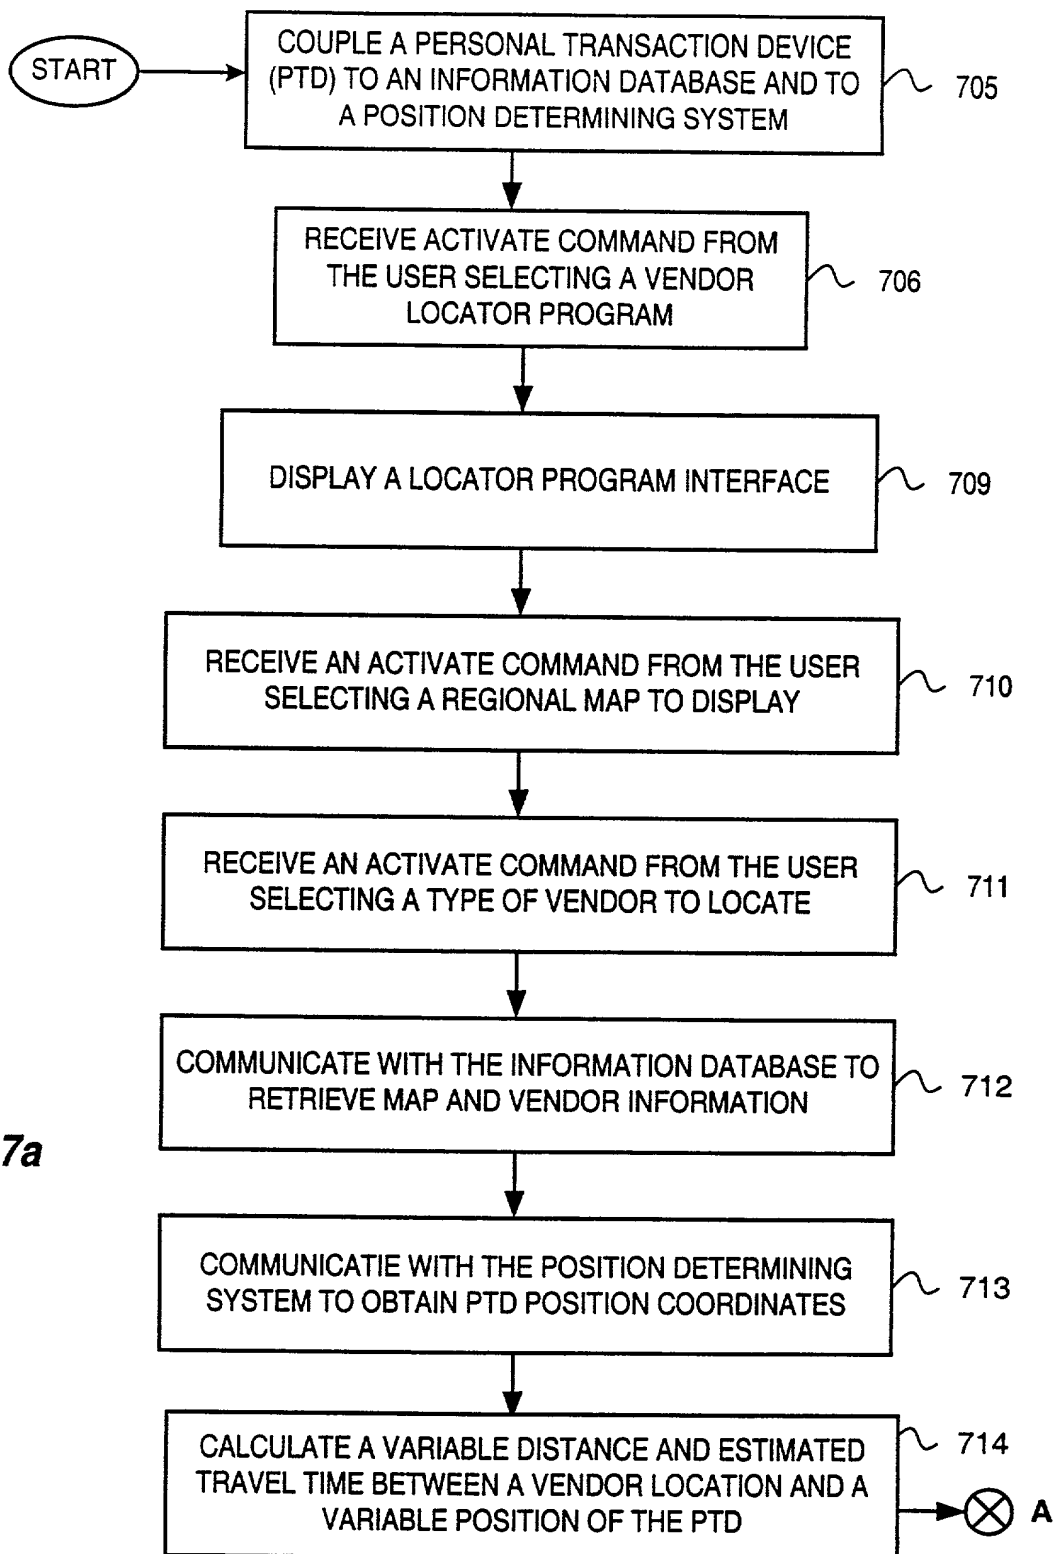 START
COUPLE A PERSONAL TRANSACTION DEVICE
(PTD) TO AN INFORMATION DATABASE AND TO
A POSITION DETERMINING SYSTEM
705
RECEIVE ACTIVATE COMMAND FROM
THE USER SELECTING A VENDOR
LOCATOR PROGRAM
706
DISPLAY A LOCATOR PROGRAM INTERFACE
709
RECEIVE AN ACTIVATE COMMAND FROM THE USER
SELECTING A REGIONAL MAP TO DISPLAY
710
RECEIVE AN ACTIVATE COMMAND FROM THE USER
SELECTING A TYPE OF VENDOR TO LOCATE
711
COMMUNICATE WITH THE INFORMATION DATABASE TO
RETRIEVE MAP AND VENDOR INFORMATION
712
7a
COMMUNICATIE WITH THE POSITION DETERMINING
SYSTEM TO OBTAIN PTD POSITION COORDINATES
713
CALCULATE A VARIABLE DISTANCE AND ESTIMATED
TRAVEL TIME BETWEEN A VENDOR LOCATION AND A
VARIABLE POSITION OF THE PTD
714
A